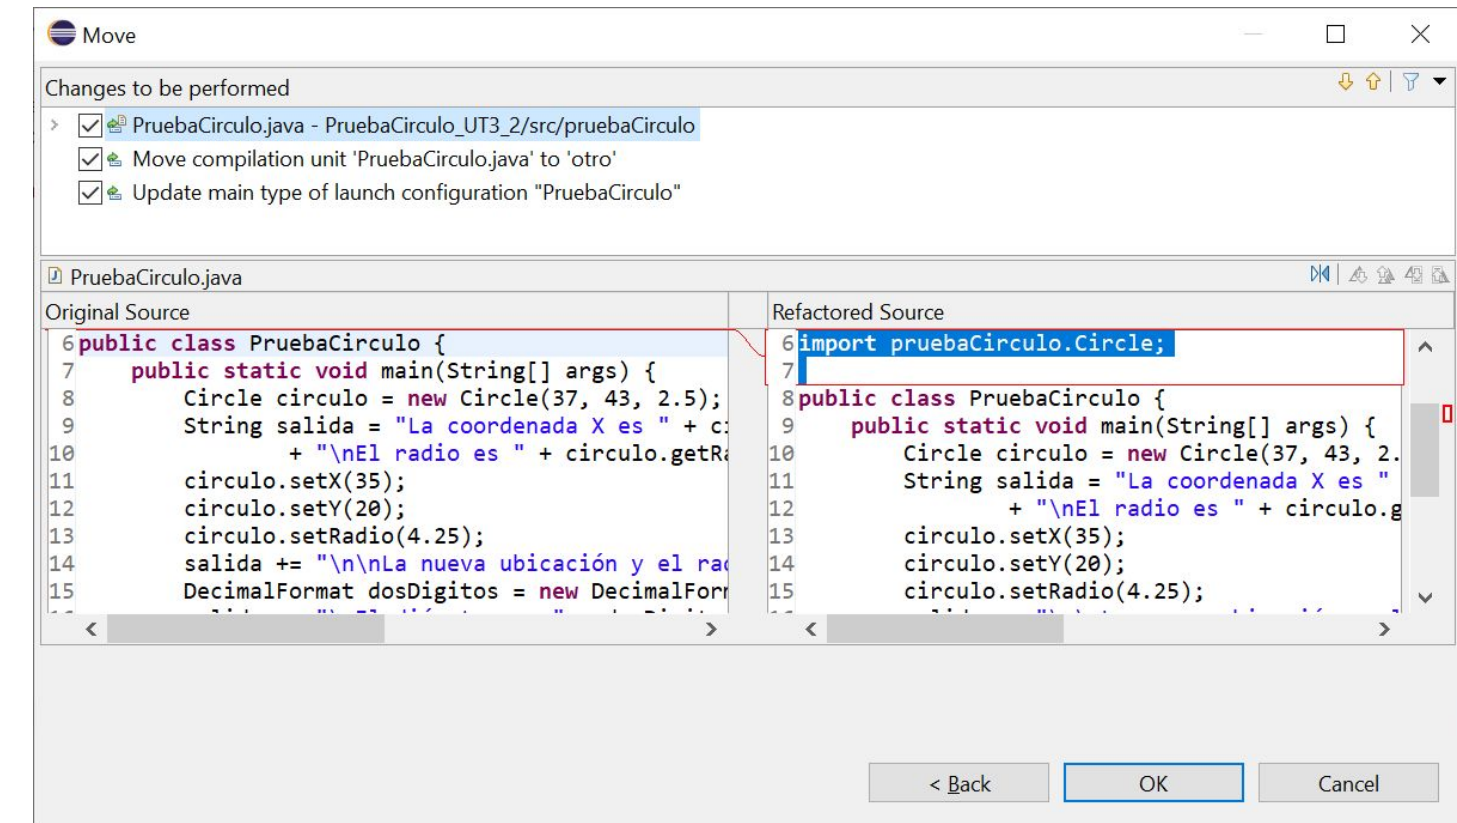 Move
Changes to be performed
PruebaCirculo.java - PruebaCirculo_UT3_2/src/pruebaCirculo
Move compilation unit 'PruebaCirculo.java' to 'otro'
Update main type of launch configuration "PruebaCirculo"
PruebaCirculo.java
Original Source
6 public class PruebaCirculo {
7 public static void main(String[] args) {
8 Circle circulo = new Circle(37, 43, 2.5);
9 String salida = "La coordenada X es " +
10 + "\nEl radio es " + circulo.getRa
11 circulo.setX(35);
12 circulo.setY(20);
13 circulo.setRadio(4.25);
14 salida += "\n\nLa nueva ubicación y el rad
15 DecimalFormat dosDigitos = new DecimalForm
Refactored Source
6 import pruebaCirculo.Circle;
7
8 public class PruebaCirculo {
9 public static void main(String[] args) {
10 Circle circulo = new Circle(37, 43, 2.
11 String salida = "La coordenada X es "
12 + "\nEl radio es " + circulo.g
13 circulo.setX(35);
14 circulo.setY(20);
15 circulo.setRadio(4.25);
< Back
OK
Cancel